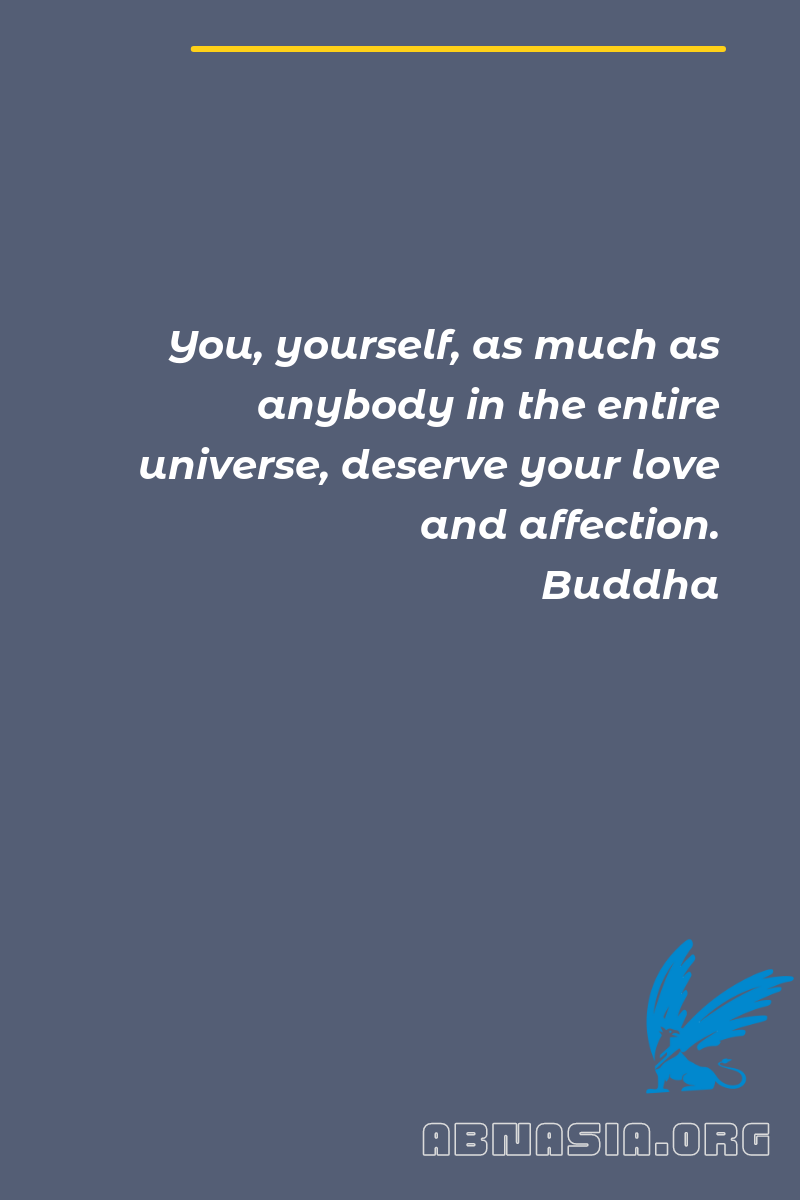 You, yourself, as much as
anybody in the entire
universe, deserve your love
and affection.
Buddha
ABNASIA.ORG